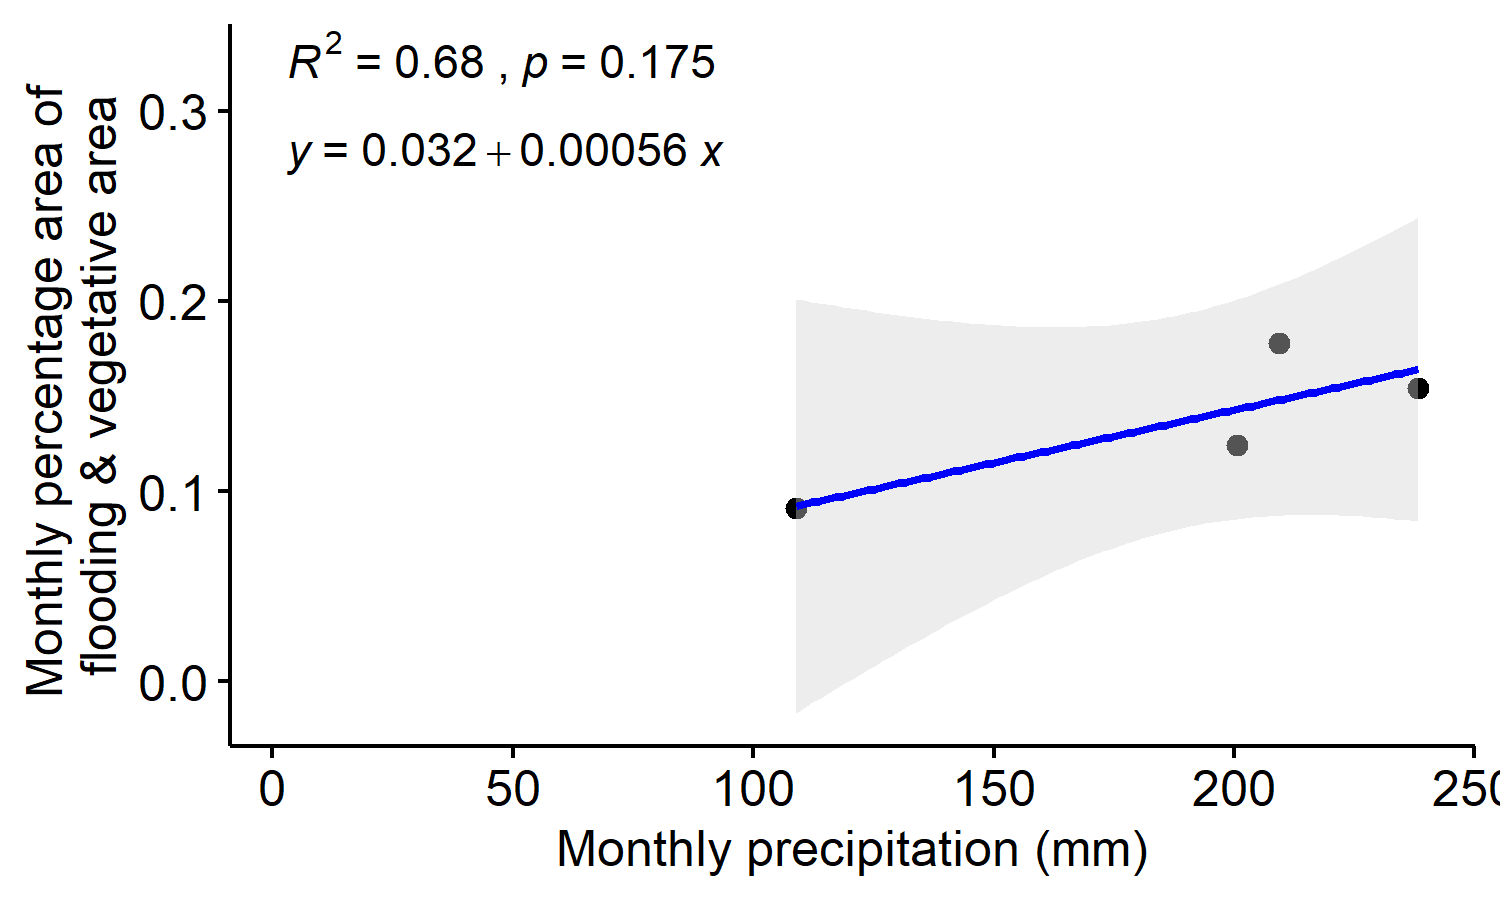 R² = 0.68 , p = 0.175
y = 0.032 + 0.00056 x
Monthly percentage area of
flooding & vegetative area
0.3
0.2
0.1
0.0
0 50 100 150 200 250
Monthly precipitation (mm)